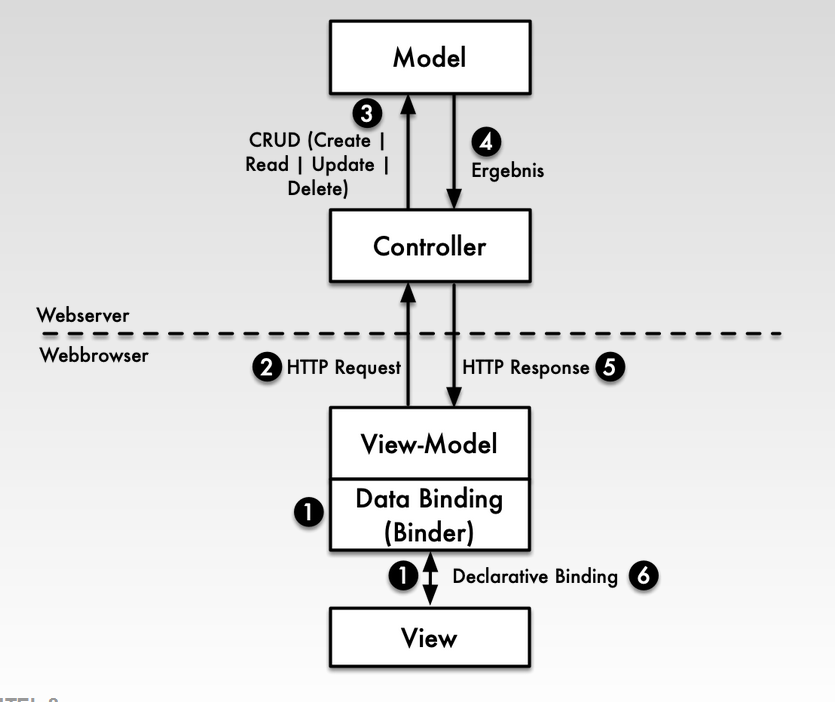 Model
3
CRUD (Create |
Read | Update |
Delete)
4
Ergebnis
Controller
Webserver
Webbrowser
2 HTTP Request
HTTP Response 5
View-Model
1
Data Binding
(Binder)
1 Declarative Binding 6
View